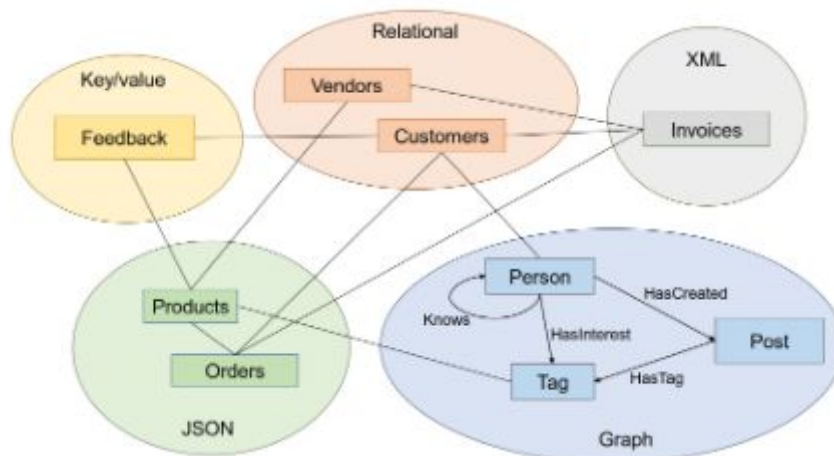 Relational
Key/value
XML
Vendors
Feedback
Customers
Invoices
Person
HasCreated
Products
Knows
HasInterest
Post
Orders
Tag
HasTag
JSON
Graph